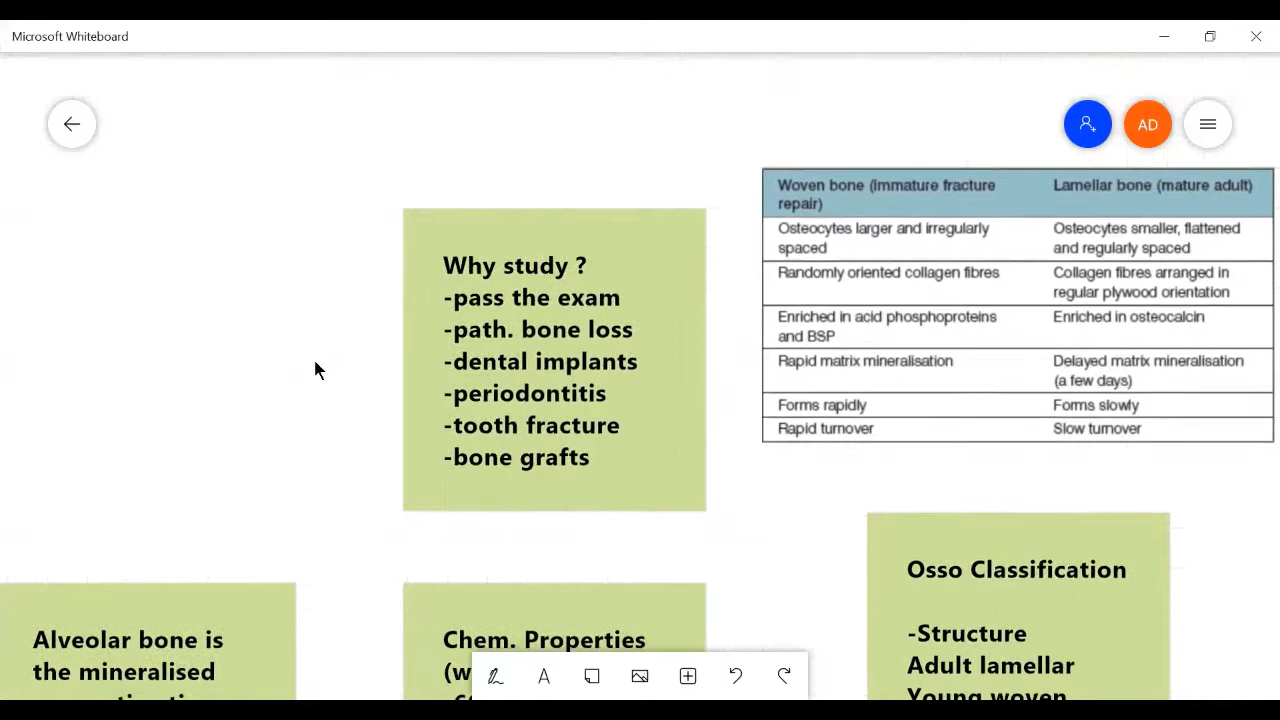 Microsoft Whiteboard
AD
Why study ?
-pass the exam
-path. bone loss
-dental implants
-periodontitis
-tooth fracture
-bone grafts
Woven bone (immature fracture repair) Lamellar bone (mature adult)
Osteocytes larger and irregularly spaced Osteocytes smaller, flattened and regularly spaced
Randomly oriented collagen fibres Collagen fibres arranged in regular plywood orientation
Enriched in acid phosphoproteins and BSP Enriched in osteocalcin
Rapid matrix mineralisation Delayed matrix mineralisation (a few days)
Forms rapidly Forms slowly
Rapid turnover Slow turnover
Alveolar bone is
the mineralised
Chem. Properties
(w
Osso Classification
-Structure
Adult lamellar
Young woven
A